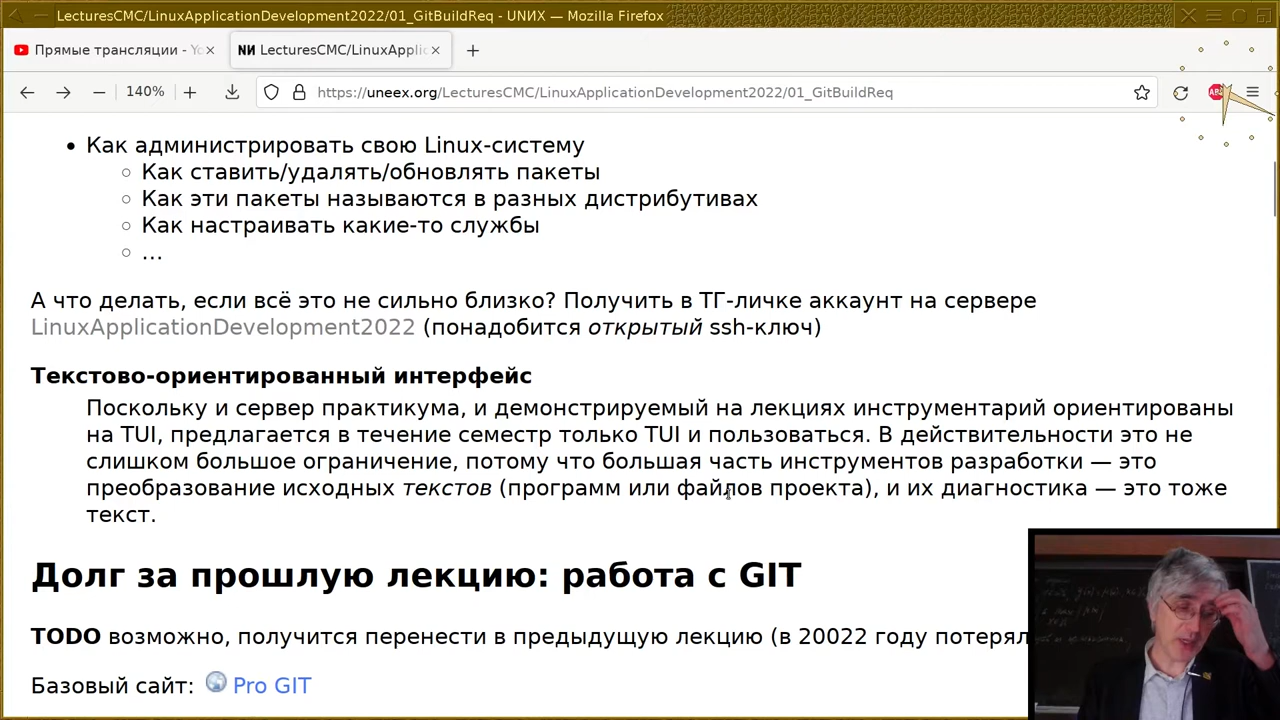 LecturesCMC/LinuxApplicationDevelopment2022/01_GitBuildReq - UNИX — Mozilla Firefox
Прямые трансляции - Yo
ИИ LecturesCMC/LinuxApplic
140%
https://uneex.org/LecturesCMC/LinuxApplicationDevelopment2022/01_GitBuildReq
• Как администрировать свою Linux-систему
◦ Как ставить/удалять/обновлять пакеты
◦ Как эти пакеты называются в разных дистрибутивах
◦ Как настраивать какие-то службы
◦ …
А что делать, если всё это не сильно близко? Получить в ТГ-личке аккаунт на сервере
LinuxApplicationDevelopment2022 (понадобится открытый ssh-ключ)
Текстово-ориентированный интерфейс
Поскольку и сервер практикума, и демонстрируемый на лекциях инструментарий ориентированы
на TUI, предлагается в течение семестр только TUI и пользоваться. В действительности это не
слишком большое ограничение, потому что большая часть инструментов разработки — это
преобразование исходных текстов (программ или файлов проекта), и их диагностика — это тоже
текст.
Долг за прошлую лекцию: работа с GIT
TODO возможно, получится перенести в предыдущую лекцию (в 20022 году потерял
Базовый сайт: Pro GIT